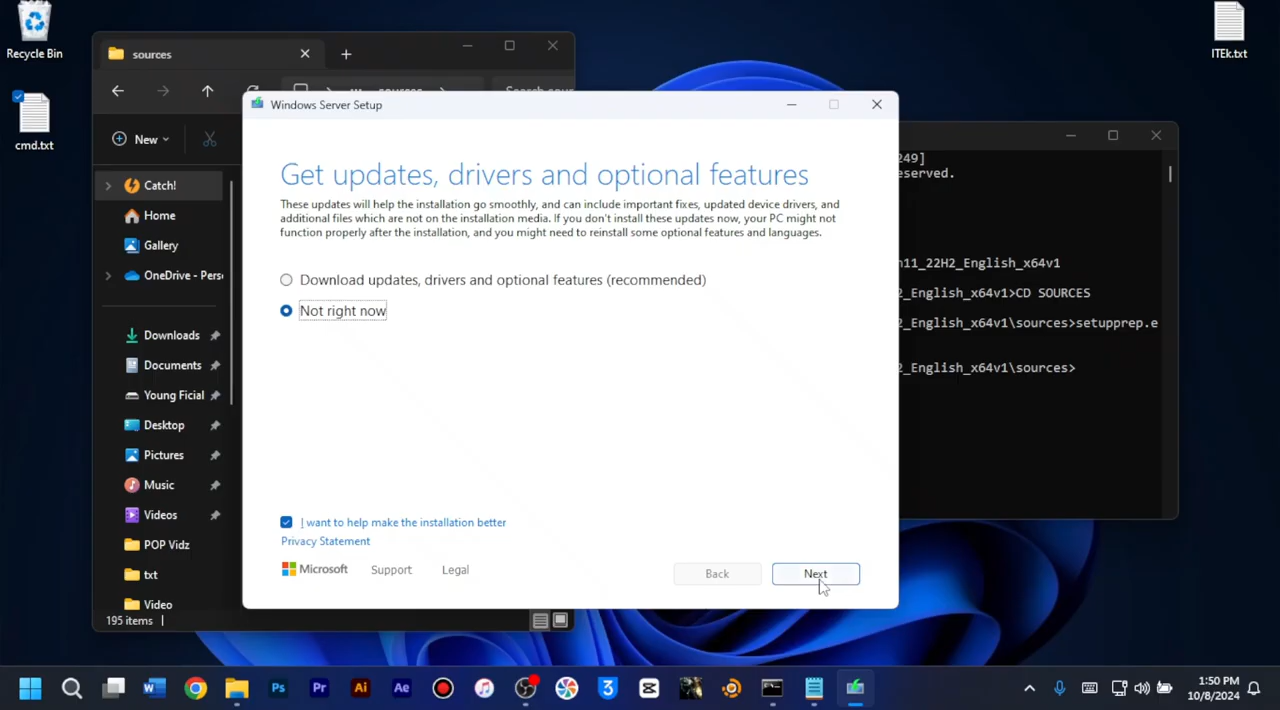 Recycle Bin
cmd.txt
ITEk.txt
sources
New
Catch!
Home
Gallery
OneDrive - Pers
Downloads
Documents
Young Ficial
Desktop
Pictures
Music
Videos
POP Vidz
txt
Video
195 items
Windows Server Setup
Get updates, drivers and optional features
These updates will help the installation go smoothly, and can include important fixes, updated device drivers, and
additional files which are not on the installation media. If you don't install these updates now, your PC might not
function properly after the installation, and you might need to reinstall some optional features and languages.
Download updates, drivers and optional features (recommended)
Not right now
I want to help make the installation better
Privacy Statement
Microsoft
Support
Legal
Back
Next
249]
eserved.
n11_22H2_English_x64v1
2_English_x64v1>CD SOURCES
2_English_x64v1\sources>setupprep.e
2_English_x64v1\sources>
W
Ps
Pr
Ai
Ae
3
1:50 PM
10/8/2024